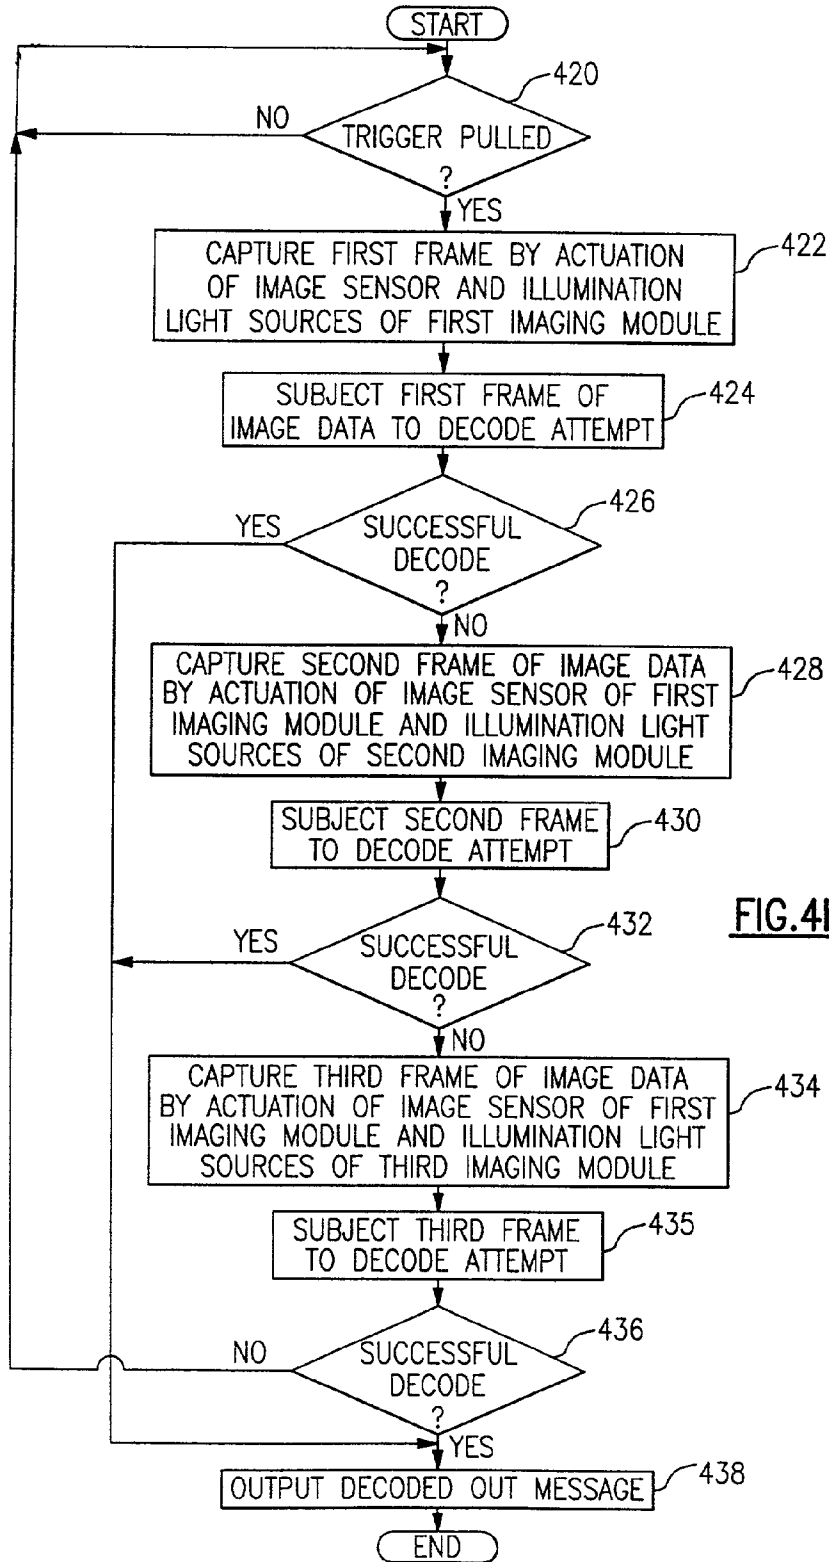 START
420
NO
TRIGGER PULLED
?
YES
422
CAPTURE FIRST FRAME BY ACTUATION
OF IMAGE SENSOR AND ILLUMINATION
LIGHT SOURCES OF FIRST IMAGING MODULE
424
SUBJECT FIRST FRAME OF
IMAGE DATA TO DECODE ATTEMPT
426
YES
SUCCESSFUL
DECODE
?
NO
428
CAPTURE SECOND FRAME OF IMAGE DATA
BY ACTUATION OF IMAGE SENSOR OF FIRST
IMAGING MODULE AND ILLUMINATION LIGHT
SOURCES OF SECOND IMAGING MODULE
430
SUBJECT SECOND FRAME
TO DECODE ATTEMPT
432
YES
SUCCESSFUL
DECODE
?
NO
434
CAPTURE THIRD FRAME OF IMAGE DATA
BY ACTUATION OF IMAGE SENSOR OF FIRST
IMAGING MODULE AND ILLUMINATION LIGHT
SOURCES OF THIRD IMAGING MODULE
435
SUBJECT THIRD FRAME
TO DECODE ATTEMPT
436
NO
SUCCESSFUL
DECODE
?
YES
438
OUTPUT DECODED OUT MESSAGE
END